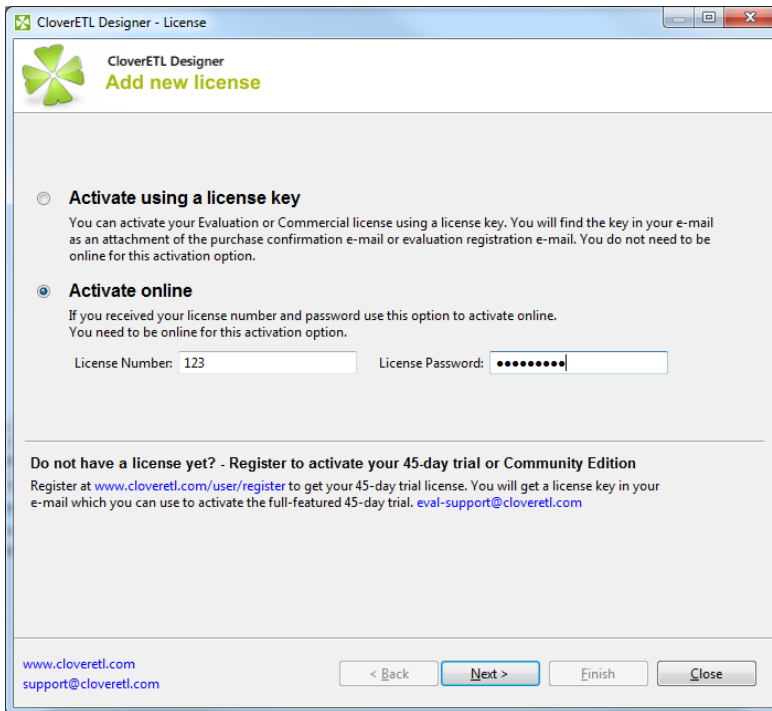 CloverETL Designer - License
CloverETL Designer
Add new license
Activate using a license key
You can activate your Evaluation or Commercial license using a license key. You will find the key in your e-mail
as an attachment of the purchase confirmation e-mail or evaluation registration e-mail. You do not need to be
online for this activation option.
Activate online
If you received your license number and password use this option to activate online.
You need to be online for this activation option.
License Number: 123 License Password: •••••••••
Do not have a license yet? - Register to activate your 45-day trial or Community Edition
Register at www.cloveretl.com/user/register to get your 45-day trial license. You will get a license key in your
e-mail which you can use to activate the full-featured 45-day trial. eval-support@cloveretl.com
www.cloveretl.com
support@cloveretl.com
< Back Next > Finish Close